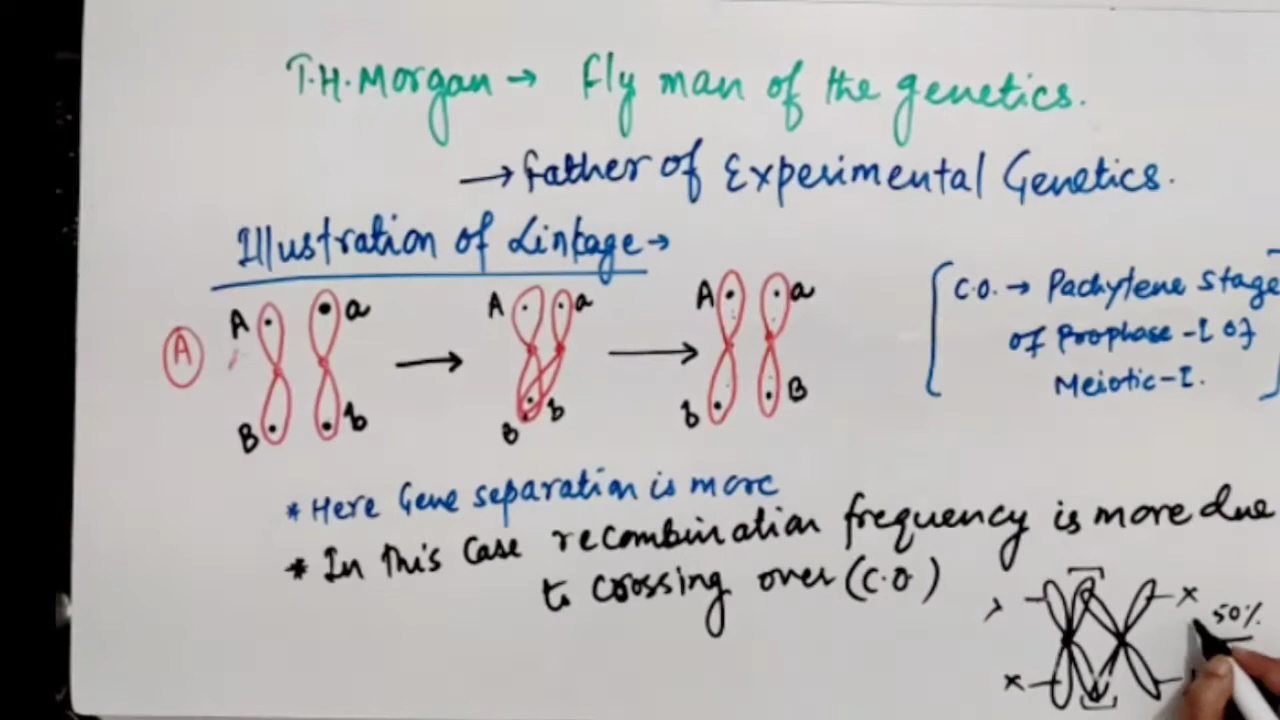 T.H.Morgan → Fly man of the genetics.
→ Father of Experimental Genetics.
Illustration of Linkage →
A a A a A a
C.O. → Pachytene Stage
of Prophase-I of
Meiotic-I.
A
B b B b b B
* Here Gene separation is more
* In this case recombination frequency is more due
to crossing over (C.O)
x 50%
x